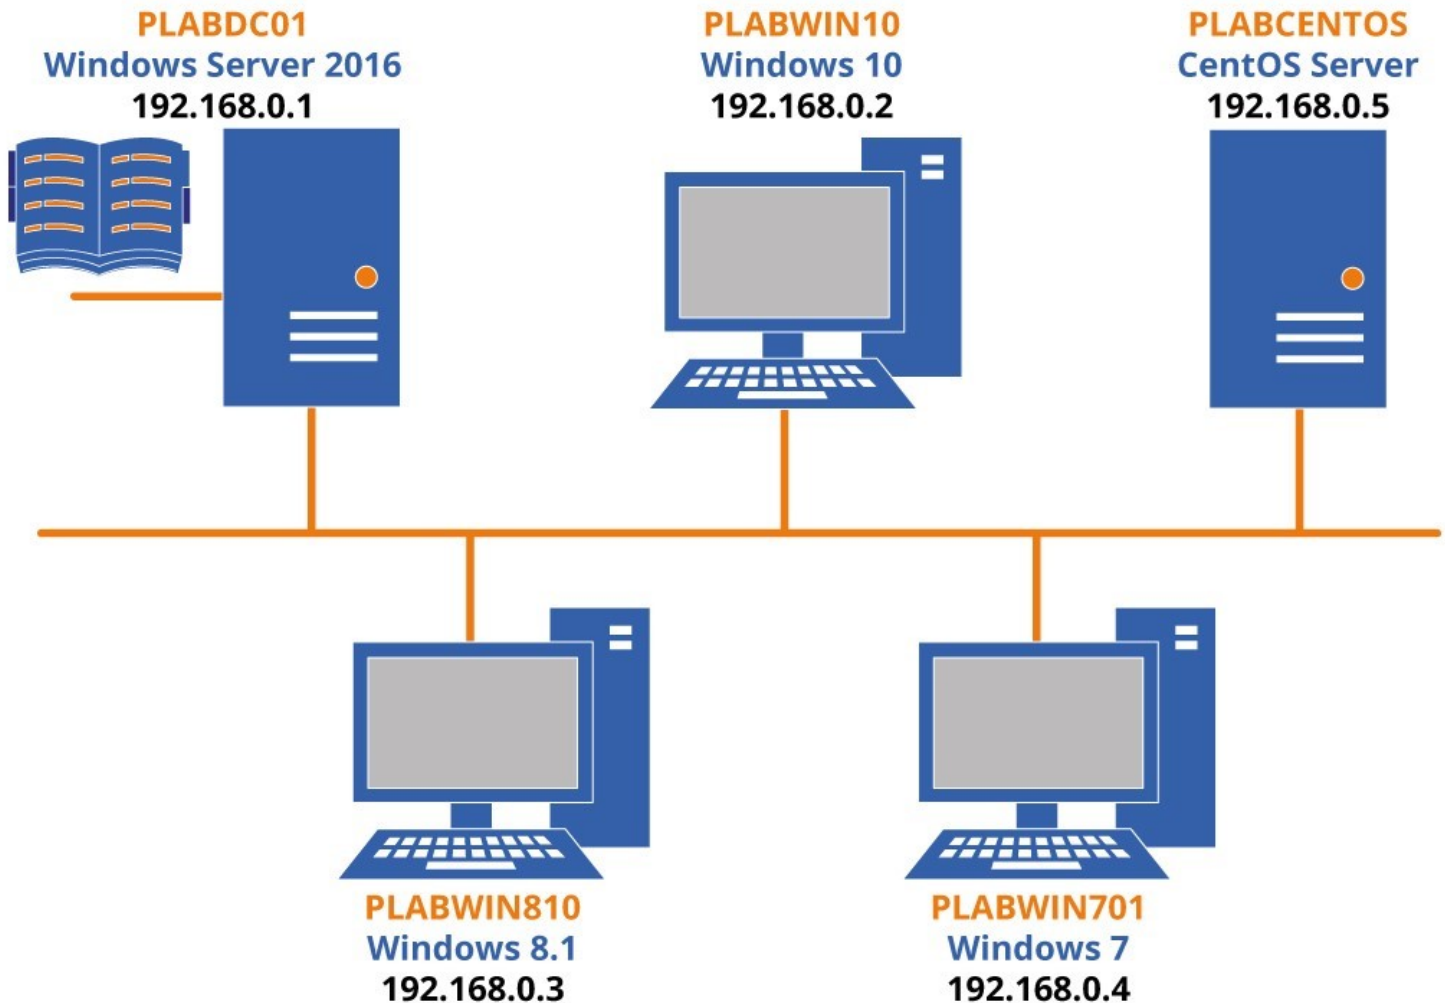 PLABDC01
Windows Server 2016
192.168.0.1
PLABWIN10
Windows 10
192.168.0.2
PLABCENTOS
CentOS Server
192.168.0.5
PLABWIN810
Windows 8.1
192.168.0.3
PLABWIN701
Windows 7
192.168.0.4